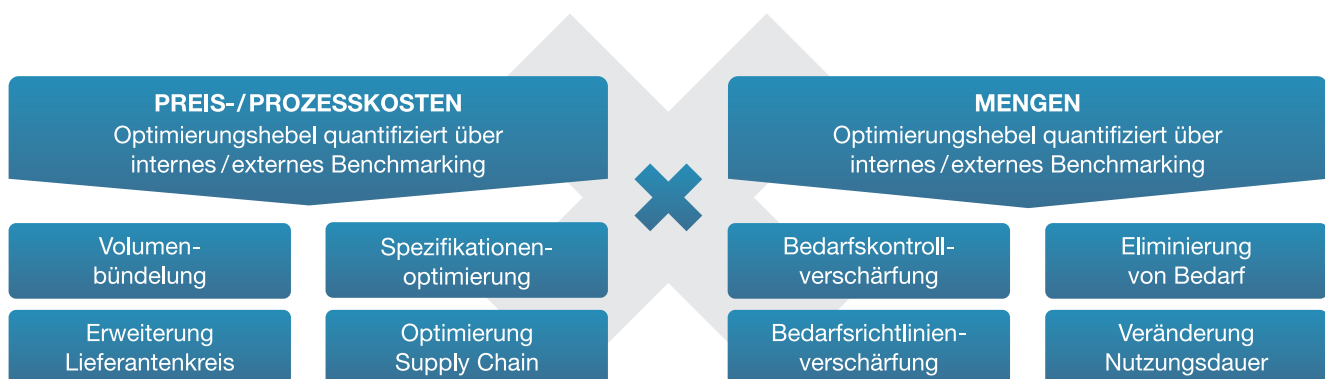 PREIS-/PROZESSKOSTEN
Optimierungshebel quantifiziert über
internes/externes Benchmarking
Volumen-
bündelung
Spezifikationen-
optimierung
Erweiterung
Lieferantenkreis
Optimierung
Supply Chain
MENGEN
Optimierungshebel quantifiziert über
internes/externes Benchmarking
Bedarfskontroll-
verschärfung
Eliminierung
von Bedarf
Bedarfsrichtlinien-
verschärfung
Veränderung
Nutzungsdauer